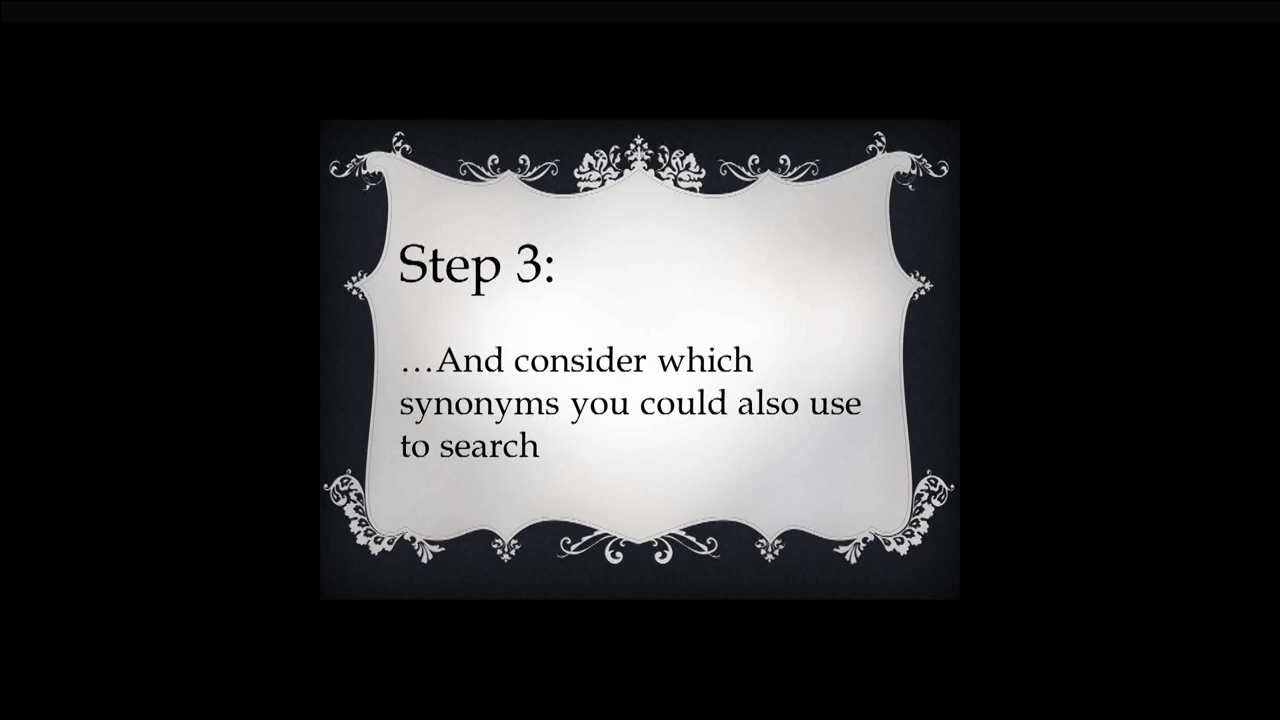 Step 3:
…And consider which
synonyms you could also use
to search